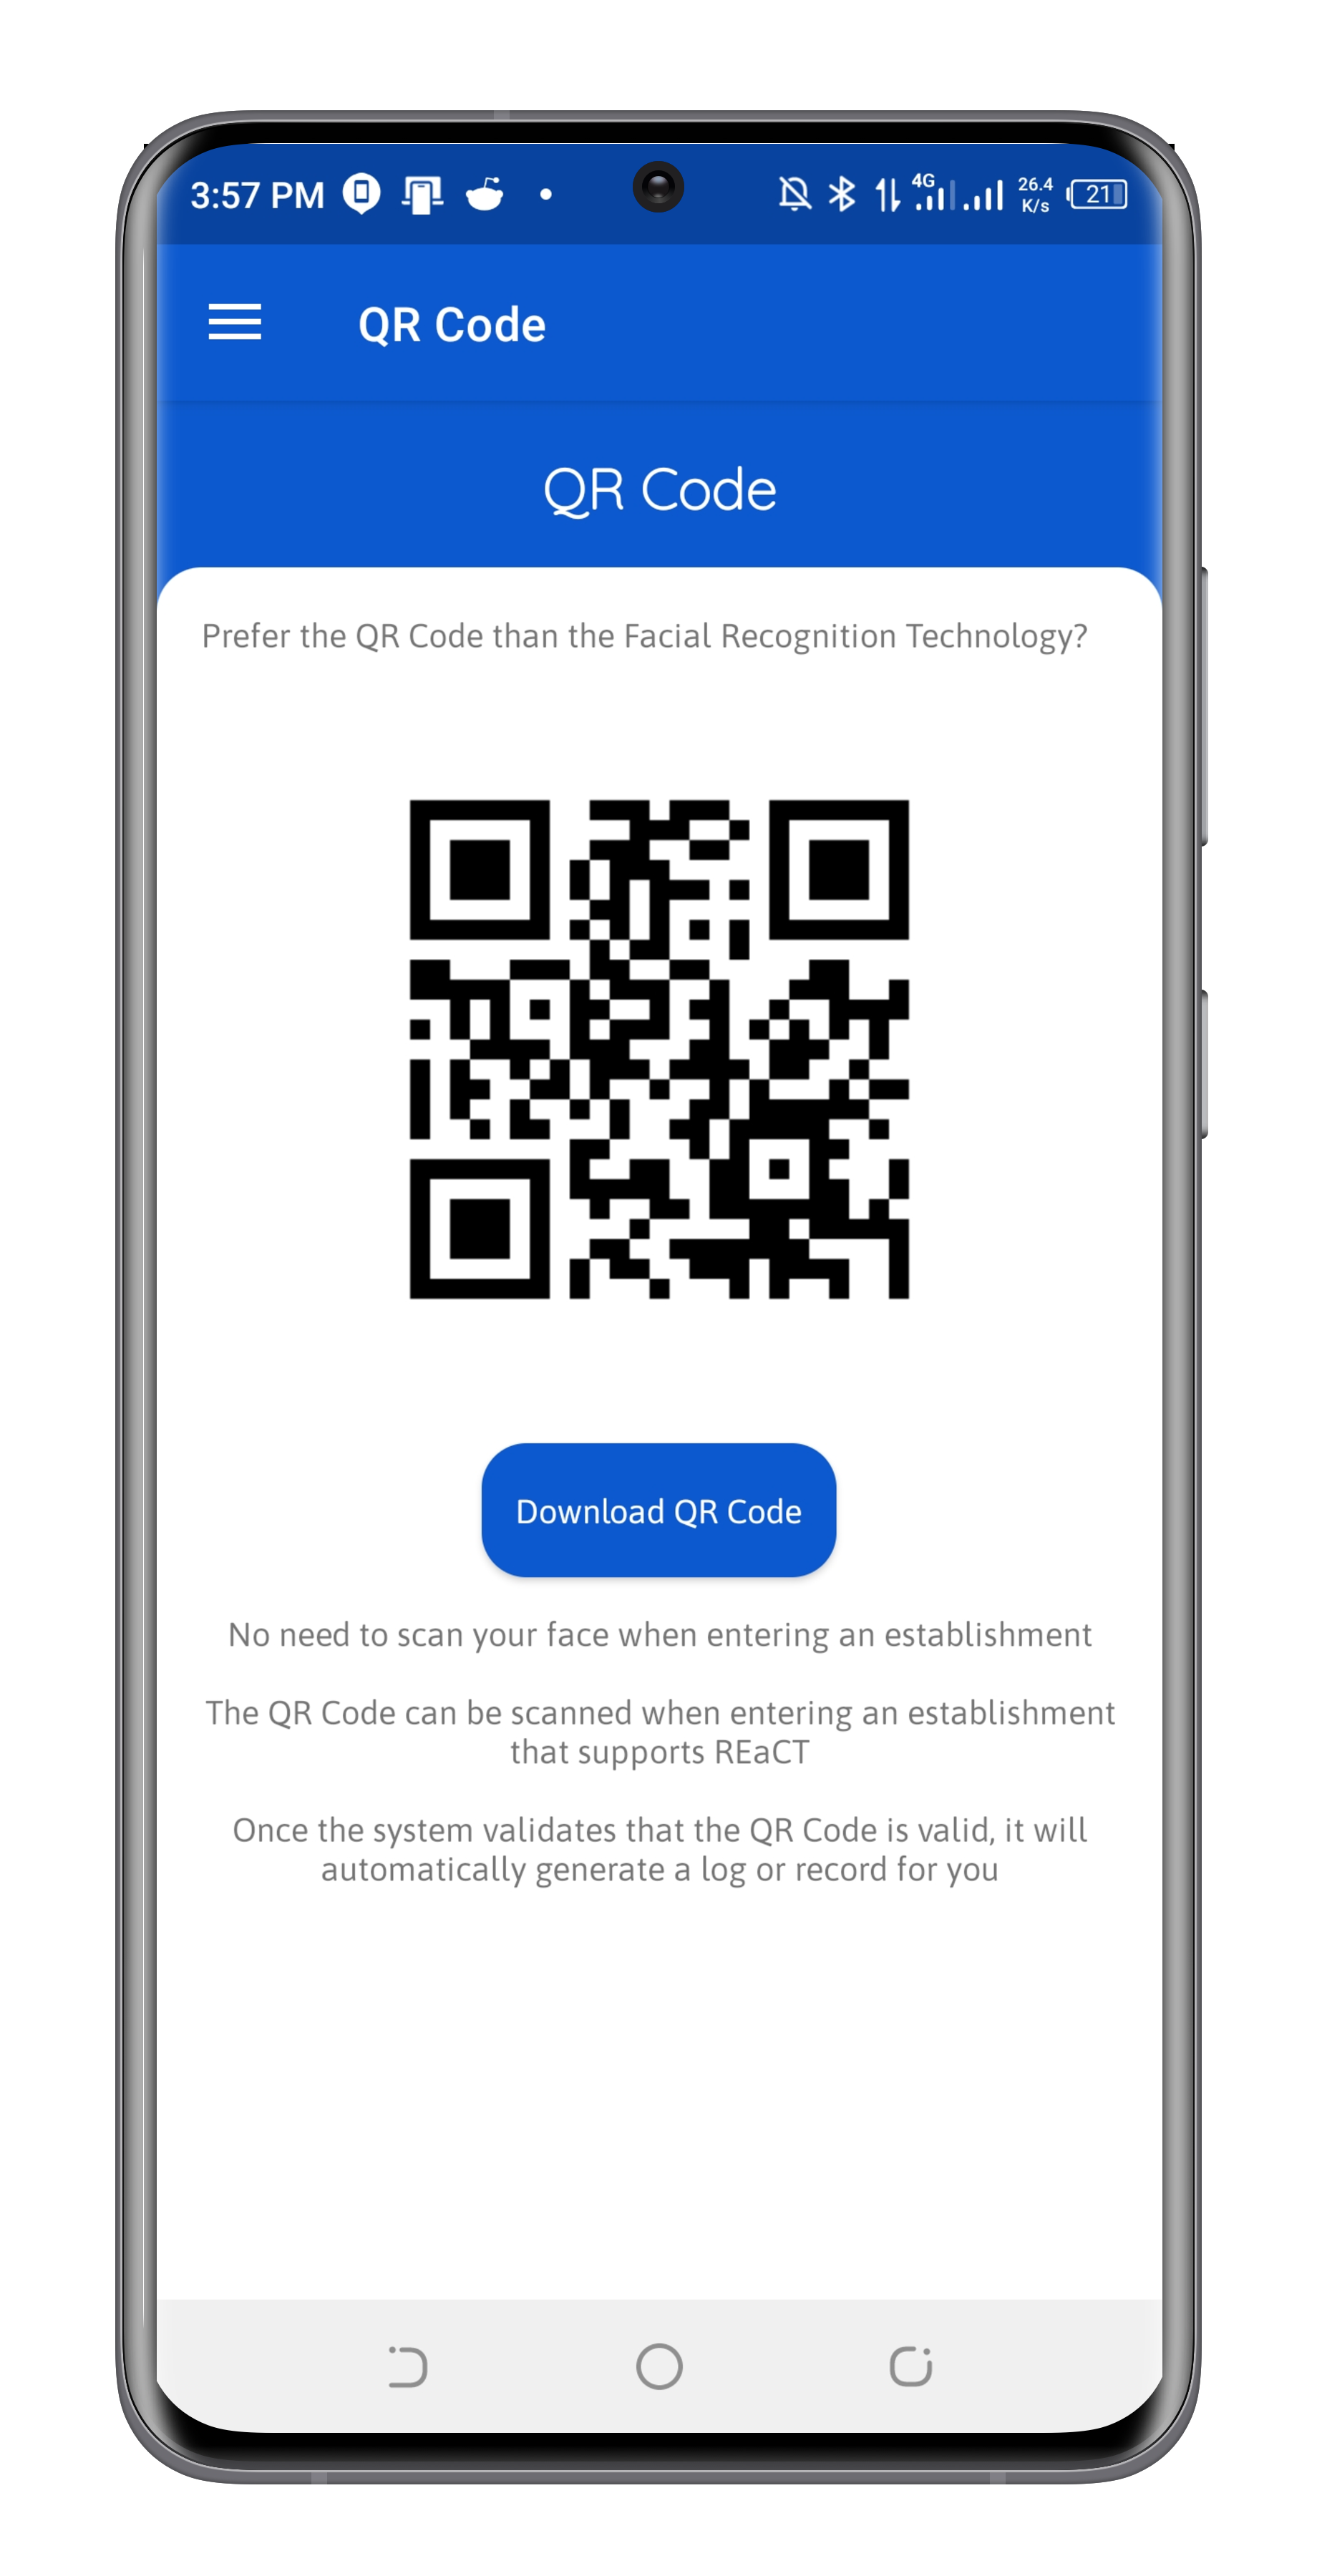 3:57 PM
4G
26.4
K/s
21
QR Code
QR Code
Prefer the QR Code than the Facial Recognition Technology?
Download QR Code
No need to scan your face when entering an establishment
The QR Code can be scanned when entering an establishment
that supports REaCT
Once the system validates that the QR Code is valid, it will
automatically generate a log or record for you